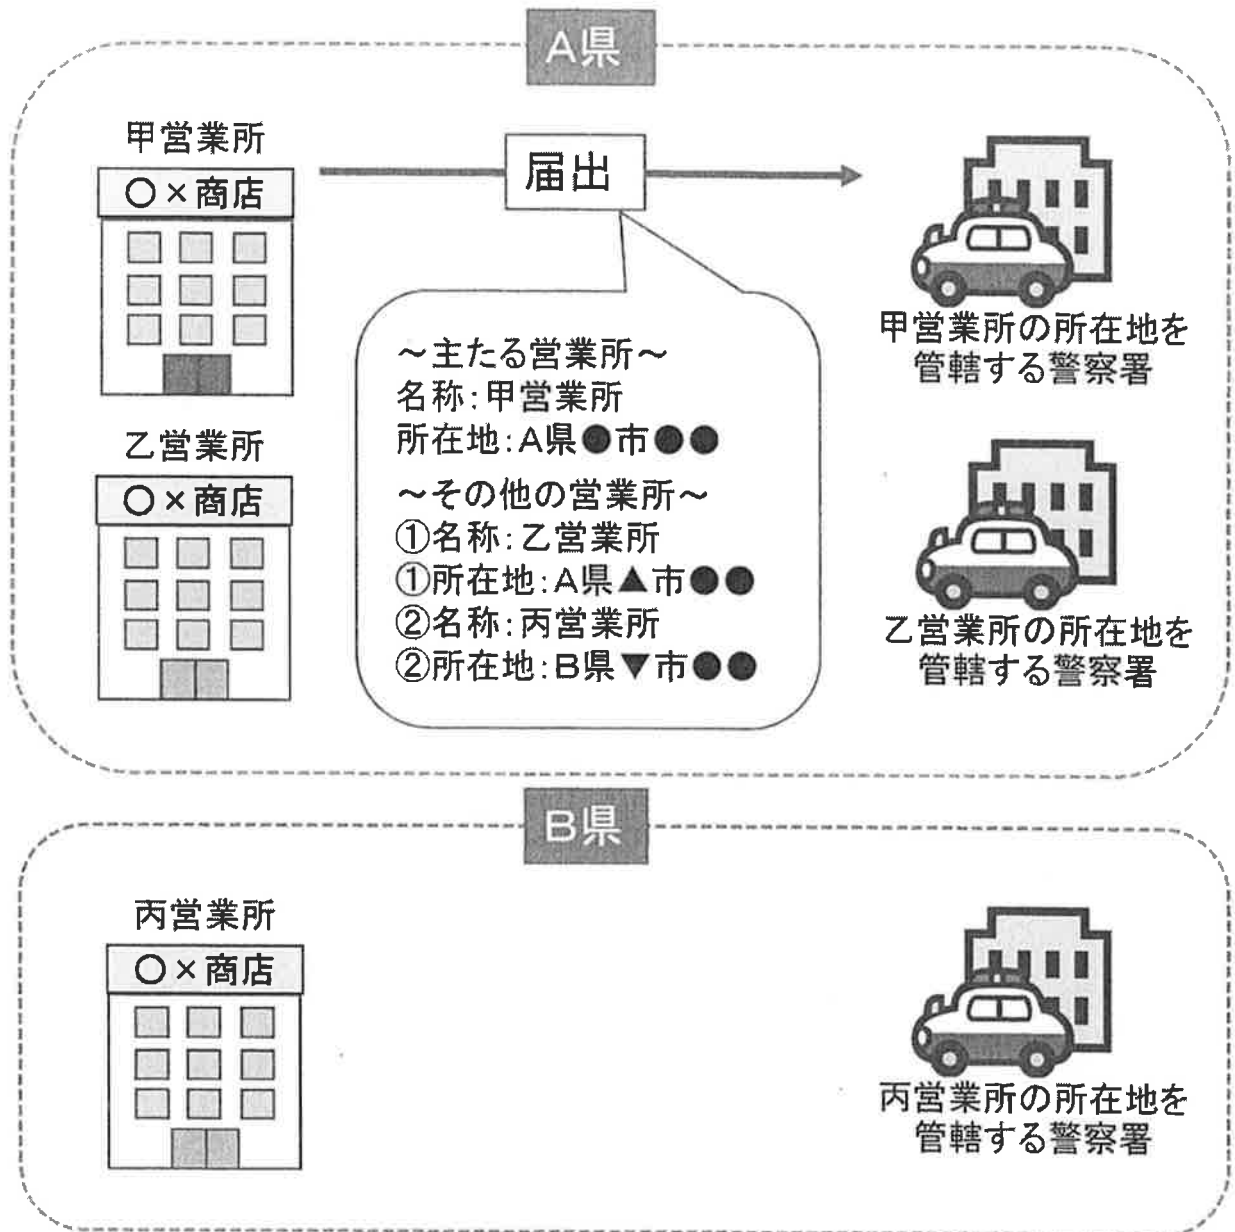 A県
甲営業所
○×商店
届出
甲営業所の所在地を
管轄する警察署
～主たる営業所～
名称:甲営業所
所在地:A県●市●●
～その他の営業所～
①名称:乙営業所
①所在地:A県▲市●●
②名称:丙営業所
②所在地:B県▼市●●
乙営業所
○×商店
乙営業所の所在地を
管轄する警察署
B県
丙営業所
○×商店
丙営業所の所在地を
管轄する警察署